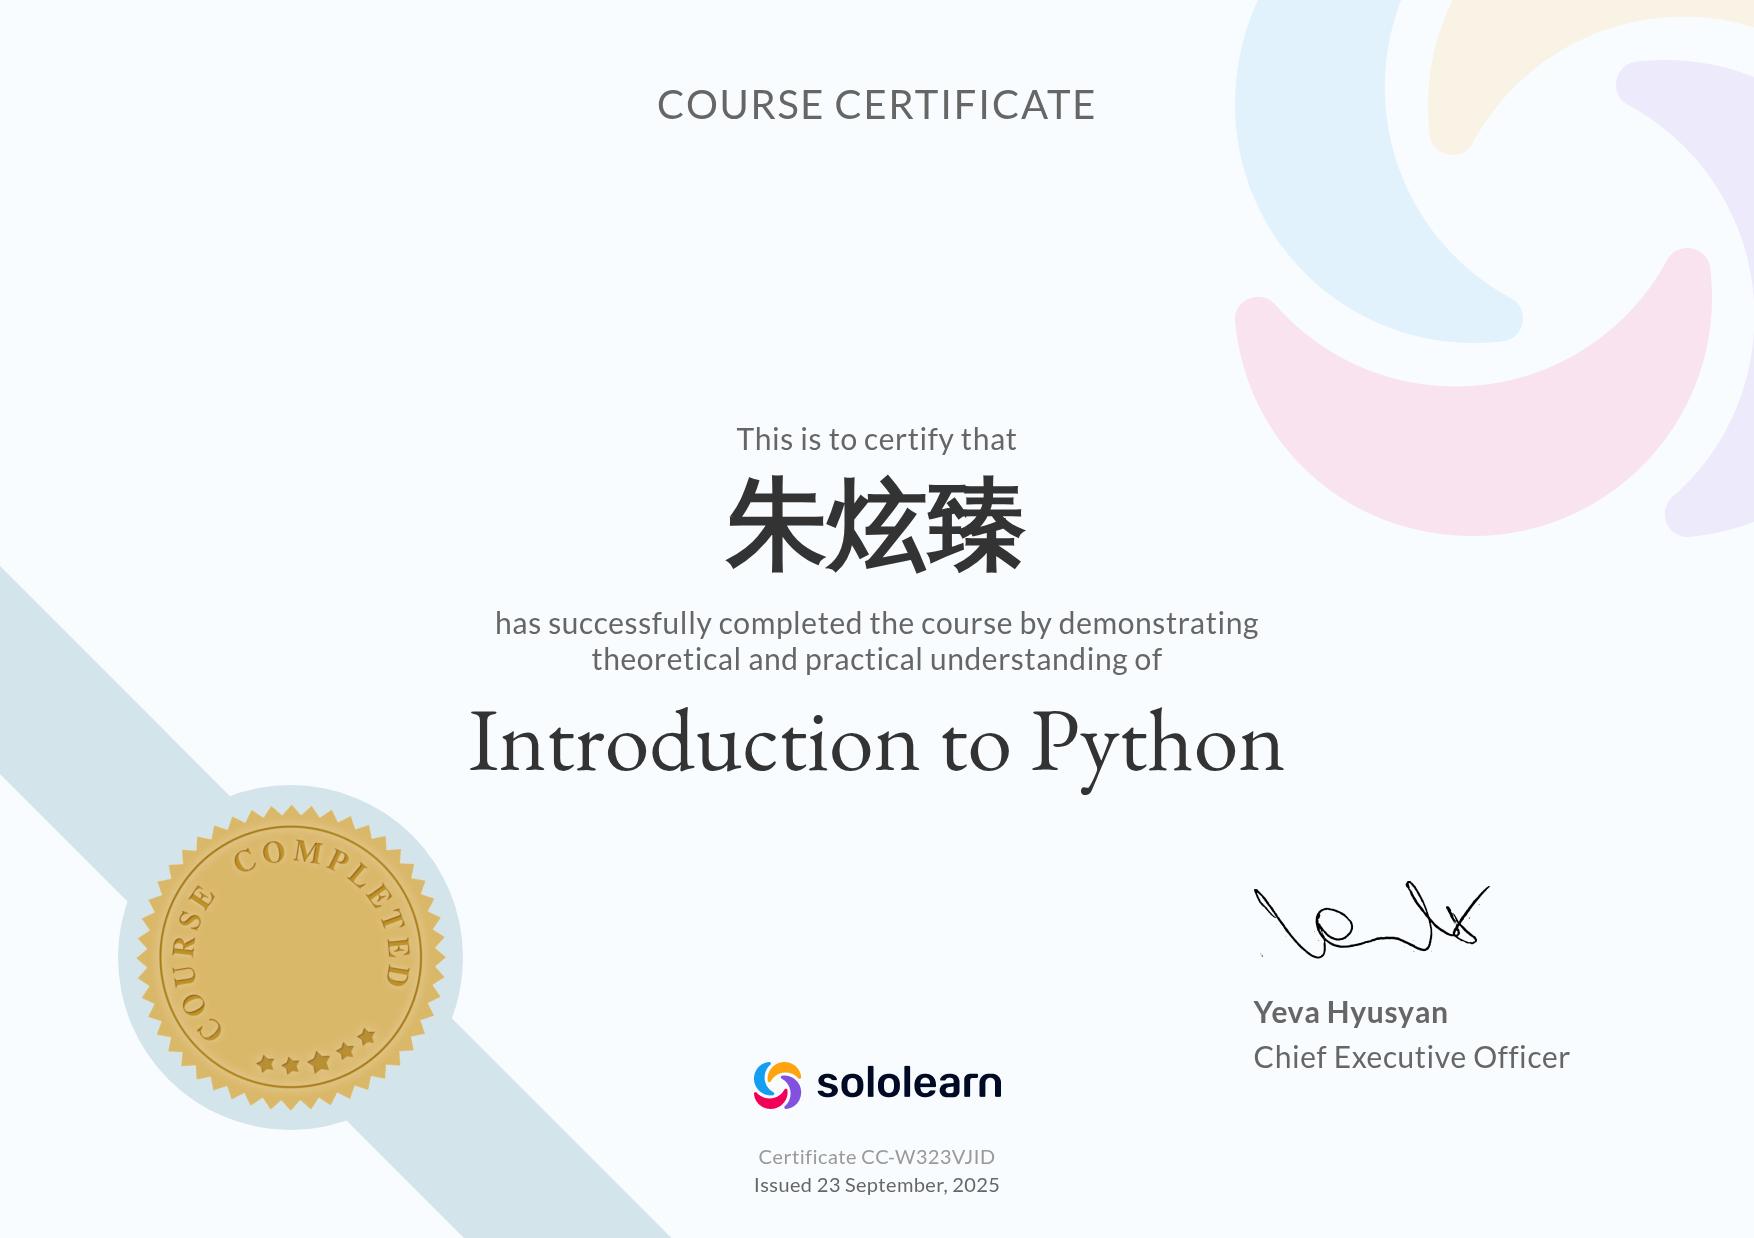 COURSE CERTIFICATE
This is to certify that
朱炫臻
has successfully completed the course by demonstrating
theoretical and practical understanding of
Introduction to Python
COURSE COMPLETED
Yeva Hyusyan
Chief Executive Officer
sololearn
Certificate CC-W323VJID
Issued 23 September, 2025